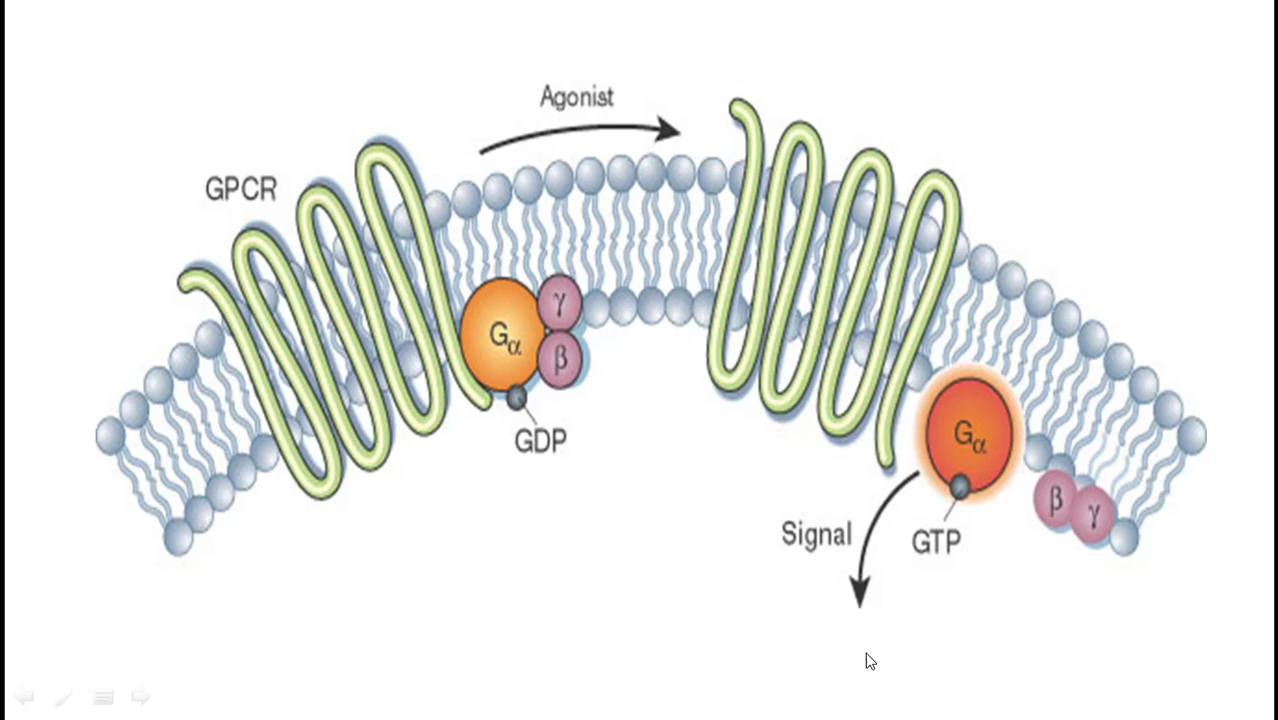 Agonist
GPCR
Gα
γ
β
GDP
Gα
GTP
β
γ
Signal